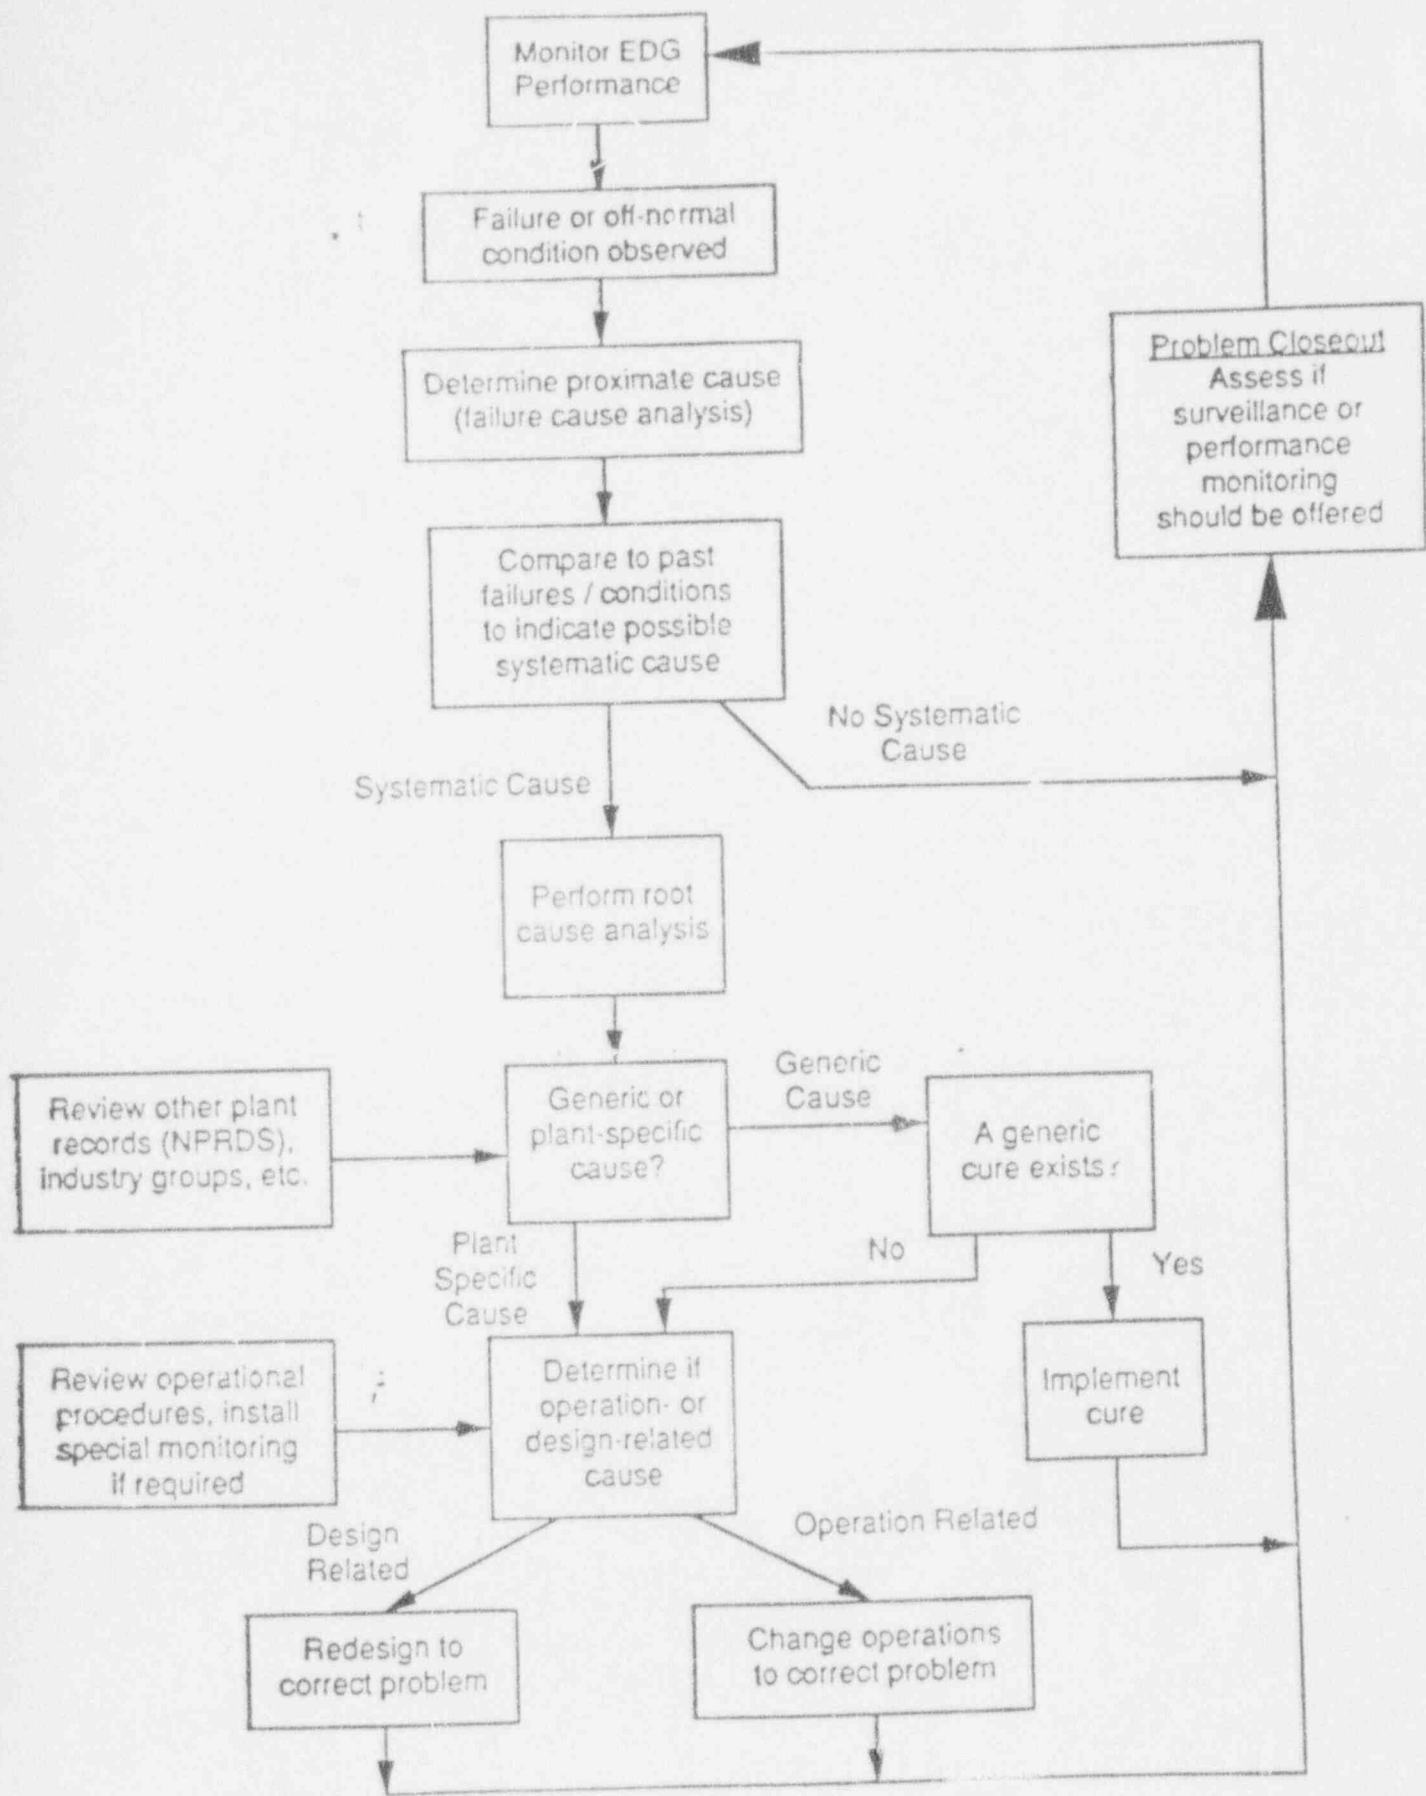 Monitor EDG
Performance
Failure or off-normal
condition observed
Determine proximate cause
(failure cause analysis)
Problem Closeout
Assess if
surveillance or
performance
monitoring
should be offered
Compare to past
failures / conditions
to indicate possible
systematic cause
No Systematic
Cause
Systematic Cause
Perform root
cause analysis
Review other plant
records (NPRDS),
industry groups, etc.
Generic or
plant-specific
cause?
Generic
Cause
A generic
cure exists?
Plant
Specific
Cause
No
Yes
Review operational
procedures, install
special monitoring
if required
Determine if
operation- or
design-related
cause
Implement
cure
Design
Related
Operation Related
Redesign to
correct problem
Change operations
to correct problem